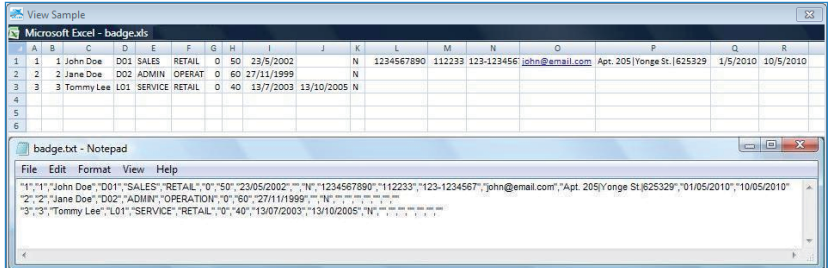 View Sample
Microsoft Excel - badge.xls
A B C D E F G H I J K L M N O P Q R
1 1 1 John Doe D01 SALES RETAIL 0 50 23/5/2002 N 1234567890 112233 123-123456 john@email.com Apt. 205|Yonge St.|625329 1/5/2010 10/5/2010
2 2 2 Jane Doe D02 ADMIN OPERAT 0 60 27/11/1999 N
3 3 3 Tommy Lee L01 SERVICE RETAIL 0 40 13/7/2003 13/10/2005 N
4
5
6
badge.txt - Notepad
File Edit Format View Help
"1","1","John Doe","D01","SALES","RETAIL","0","50","23/05/2002","","N","1234567890","112233","123-1234567","john@email.com","Apt. 205|Yonge St.|625329","01/05/2010","10/05/2010"
"2","2","Jane Doe","D02","ADMIN","OPERATION","0","60","27/11/1999","","N","","","","","","",""
"3","3","Tommy Lee","L01","SERVICE","RETAIL","0","40","13/07/2003","13/10/2005","N","","","","","","",""